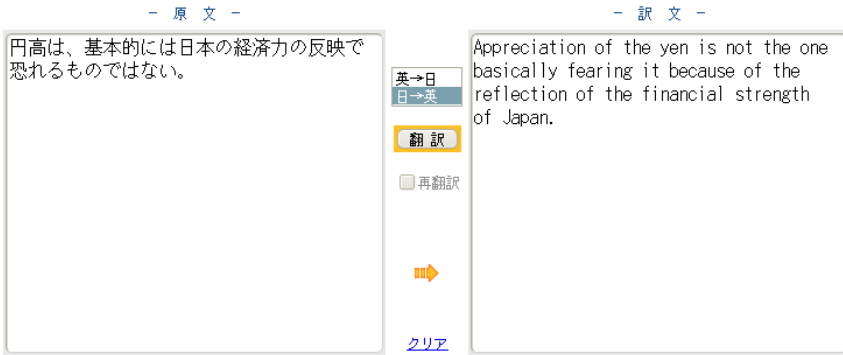 - 原 文 -
- 訳 文 -
円高は、基本的には日本の経済力の反映で
恐れるものではない。
英→日
日→英
翻 訳
再翻訳
クリア
Appreciation of the yen is not the one
basically fearing it because of the
reflection of the financial strength
of Japan.